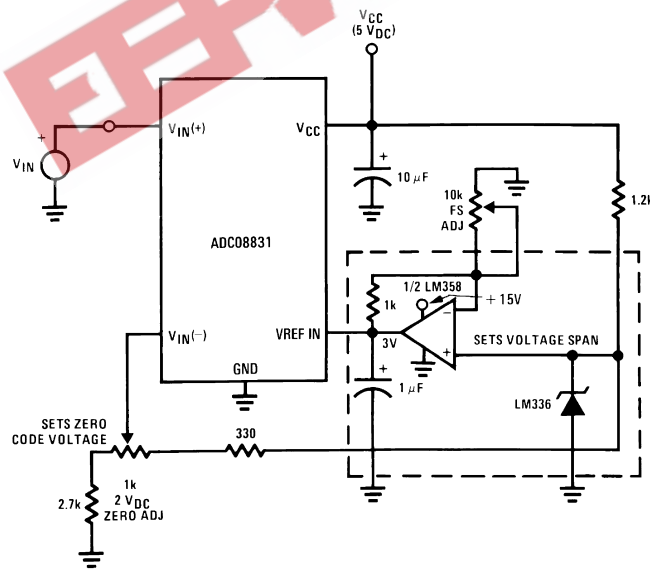 VCC
(5 VDC)
VIN(+)
VCC
+
VIN
+
10 µF
10k
FS
ADJ
1.2k
ADC08831
1/2 LM358
+ 15V
1k
−
VIN(−)
VREF IN
3V
SETS VOLTAGE SPAN
+
GND
+
1 µF
LM336
SETS ZERO
CODE VOLTAGE
330
1k
2 VDC
ZERO ADJ
2.7k